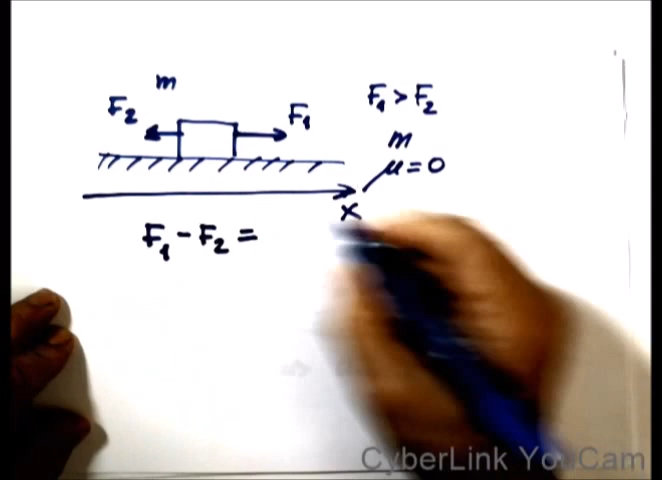 m
F₂ F₁ F₁ > F₂
m
μ = 0
x
F₁ - F₂ =
CyberLink YouCam